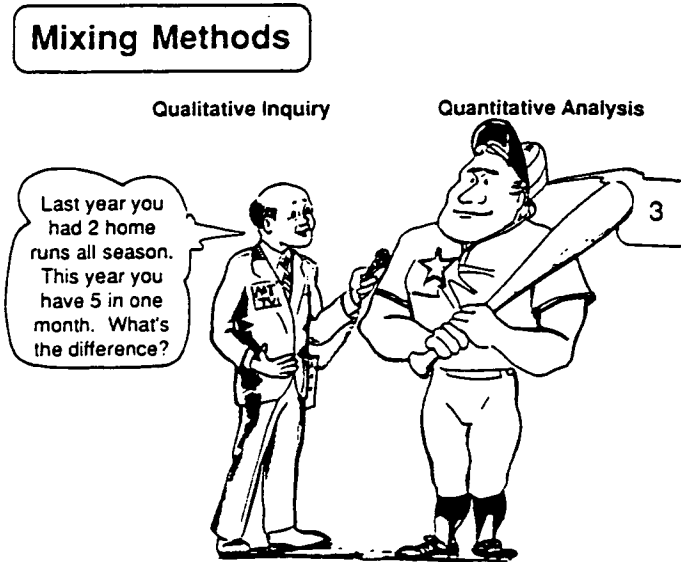 Mixing Methods
Qualitative Inquiry
Quantitative Analysis
Last year you
had 2 home
runs all season.
This year you
have 5 in one
month. What's
the difference?
3
TV